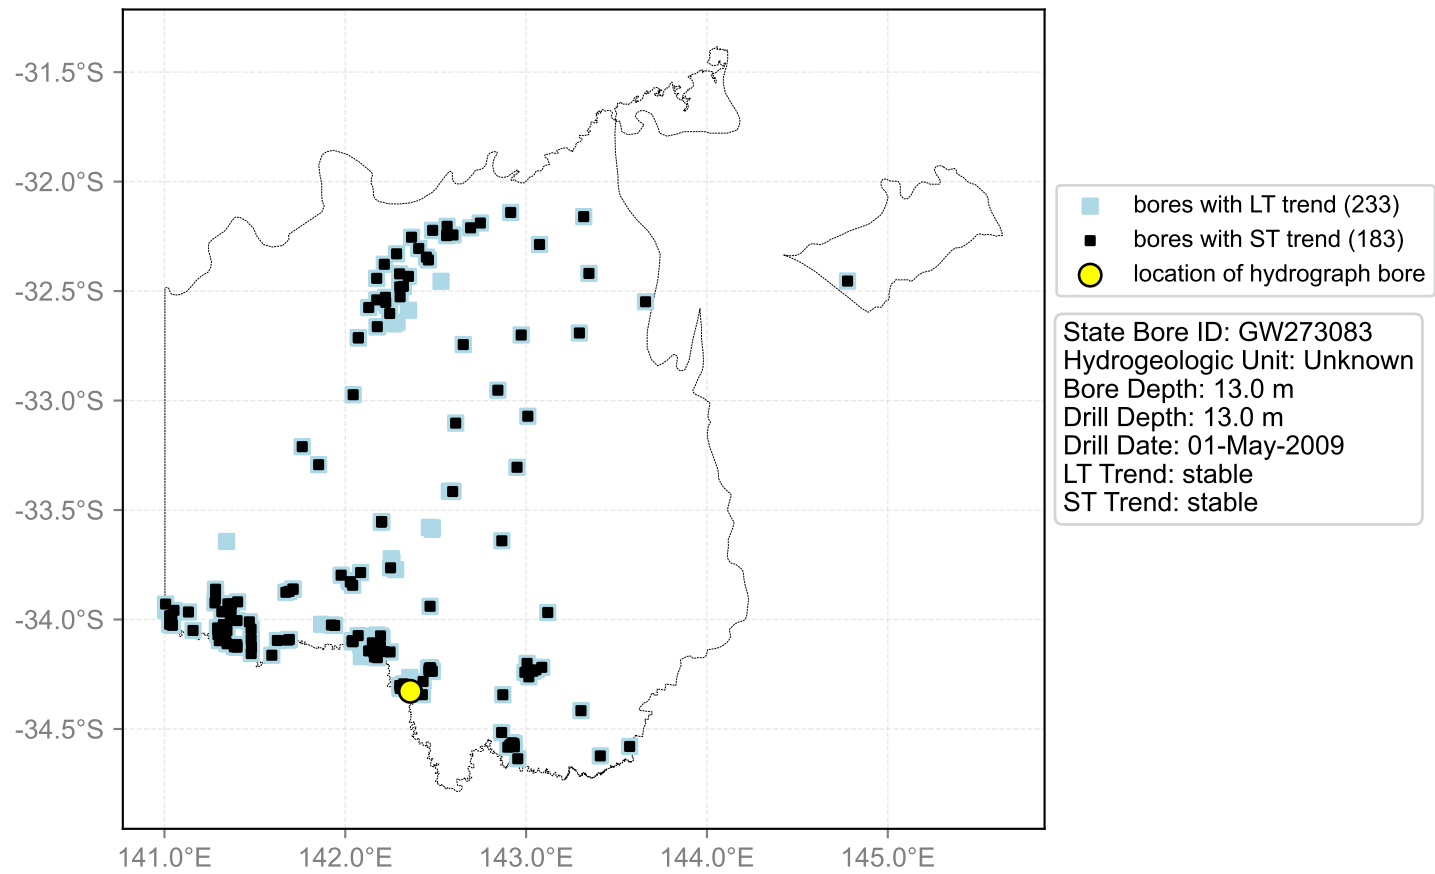 -31.5°S
-32.0°S
-32.5°S
-33.0°S
-33.5°S
-34.0°S
-34.5°S
141.0°E
142.0°E
143.0°E
144.0°E
145.0°E
bores with LT trend (233)
bores with ST trend (183)
location of hydrograph bore
State Bore ID: GW273083
Hydrogeologic Unit: Unknown
Bore Depth: 13.0 m
Drill Depth: 13.0 m
Drill Date: 01-May-2009
LT Trend: stable
ST Trend: stable